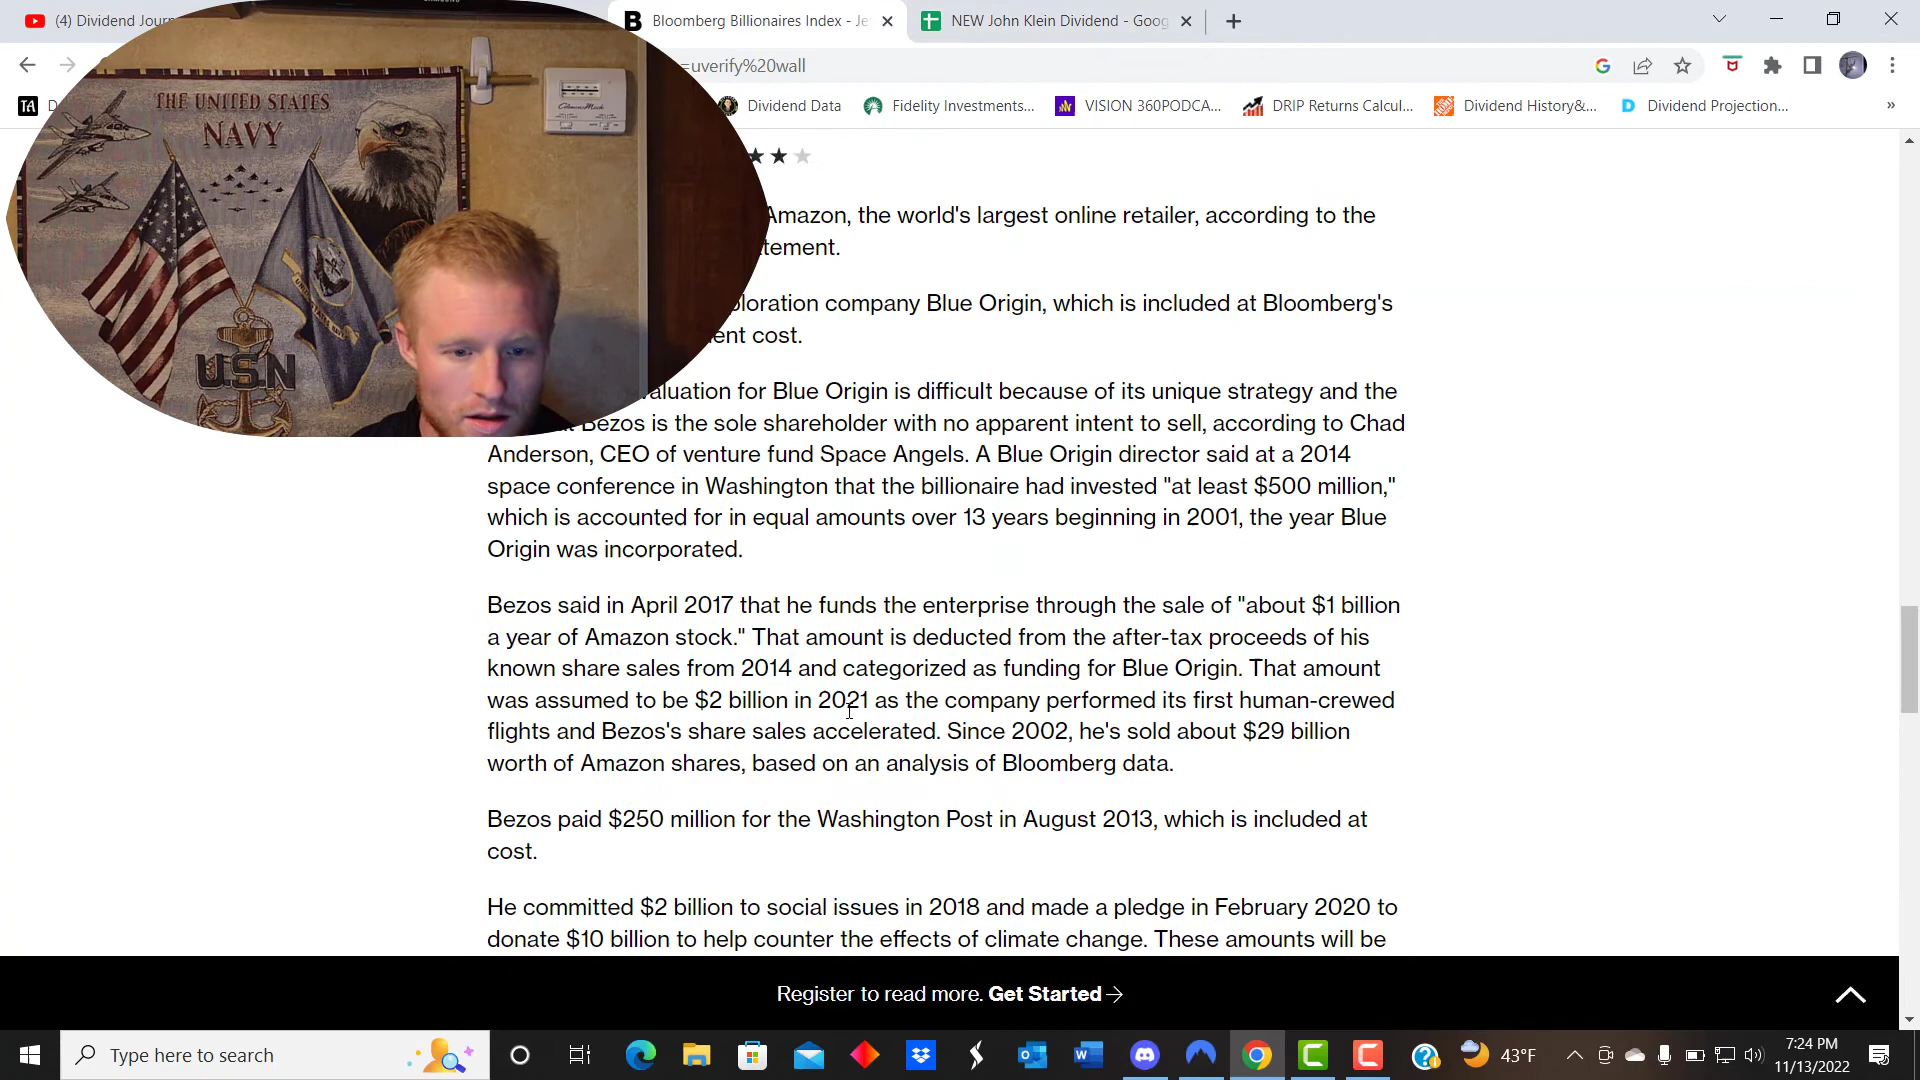 (4) Dividend Journ
Bloomberg Billionaires Index - Je
NEW John Klein Dividend - Goog
=uverify%20wall
TA
D
Dividend Data
Fidelity Investments...
VISION 360PODCA...
DRIP Returns Calcul...
Dividend History&...
Dividend Projection...
»
THE UNITED STATES
NAVY
U.S.N
Amazon, the world's largest online retailer, according to the
tement.
ploration company Blue Origin, which is included at Bloomberg's
ent cost.
aluation for Blue Origin is difficult because of its unique strategy and the
t Bezos is the sole shareholder with no apparent intent to sell, according to Chad
Anderson, CEO of venture fund Space Angels. A Blue Origin director said at a 2014
space conference in Washington that the billionaire had invested "at least $500 million,"
which is accounted for in equal amounts over 13 years beginning in 2001, the year Blue
Origin was incorporated.
Bezos said in April 2017 that he funds the enterprise through the sale of "about $1 billion
a year of Amazon stock." That amount is deducted from the after-tax proceeds of his
known share sales from 2014 and categorized as funding for Blue Origin. That amount
was assumed to be $2 billion in 2021 as the company performed its first human-crewed
flights and Bezos's share sales accelerated. Since 2002, he's sold about $29 billion
worth of Amazon shares, based on an analysis of Bloomberg data.
Bezos paid $250 million for the Washington Post in August 2013, which is included at
cost.
He committed $2 billion to social issues in 2018 and made a pledge in February 2020 to
donate $10 billion to help counter the effects of climate change. These amounts will be
Register to read more. Get Started →
Type here to search
43°F
7:24 PM
11/13/2022